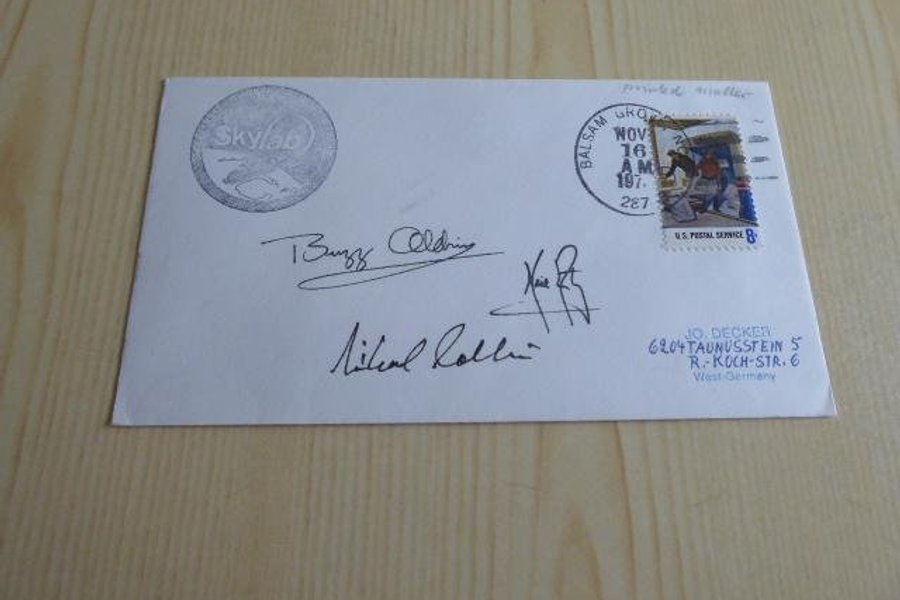 Skylab
BALSAM GROVE N
NOV
16
A.M
197
287
U.S. POSTAL SERVICE 8c
Buzz Aldrin
Michael Collins
JO. DECKER
6204 TAUNUSSTEIN 5
R.-KOCH-STR. 6
West-Germany